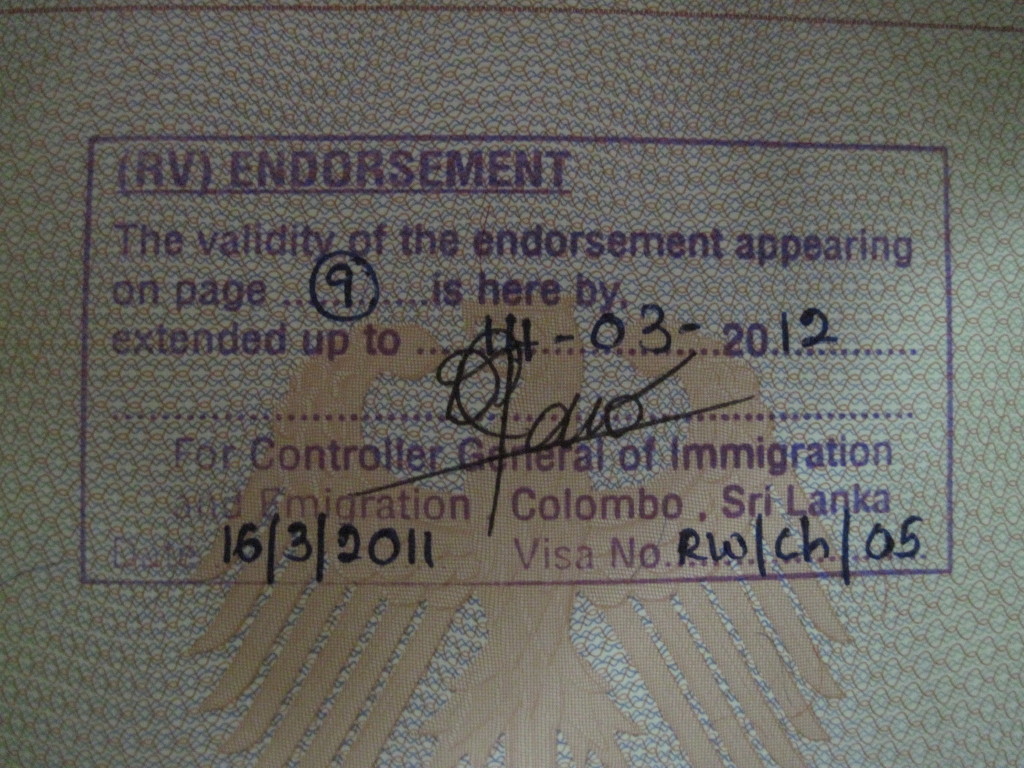 (RV) ENDORSEMENT
The validity of the endorsement appearing
on page ...9......is here by,
extended up to ....14-03-...2012............
................................................................
For Controller General of Immigration
and Emigration Colombo, Sri Lanka
Date 16/3/2011 Visa No. RW/Ch/05.